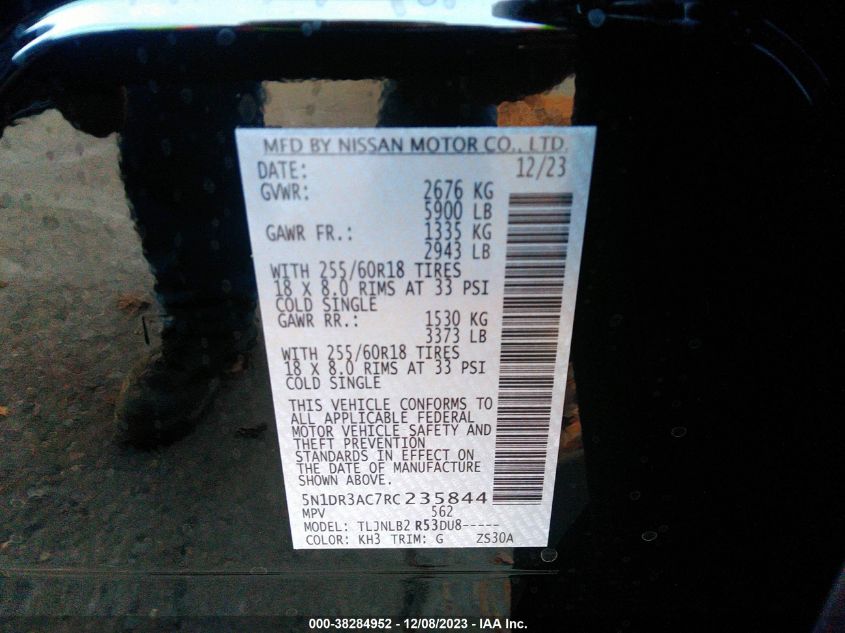 MFD BY NISSAN MOTOR CO., LTD.
DATE: 12/23
GVWR: 2676 KG
5900 LB
GAWR FR.: 1335 KG
2943 LB
WITH 255/60R18 TIRES
18 X 8.0 RIMS AT 33 PSI
COLD SINGLE
GAWR RR.: 1530 KG
3373 LB
WITH 255/60R18 TIRES
18 X 8.0 RIMS AT 33 PSI
COLD SINGLE
THIS VEHICLE CONFORMS TO
ALL APPLICABLE FEDERAL
MOTOR VEHICLE SAFETY AND
THEFT PREVENTION
STANDARDS IN EFFECT ON
THE DATE OF MANUFACTURE
SHOWN ABOVE.
5N1DR3AC7RC235844
MPV 562
MODEL: TLJNLB2 R53DU8-----
COLOR: KH3 TRIM: G ZS30A
000-38284952 - 12/08/2023 - IAA Inc.